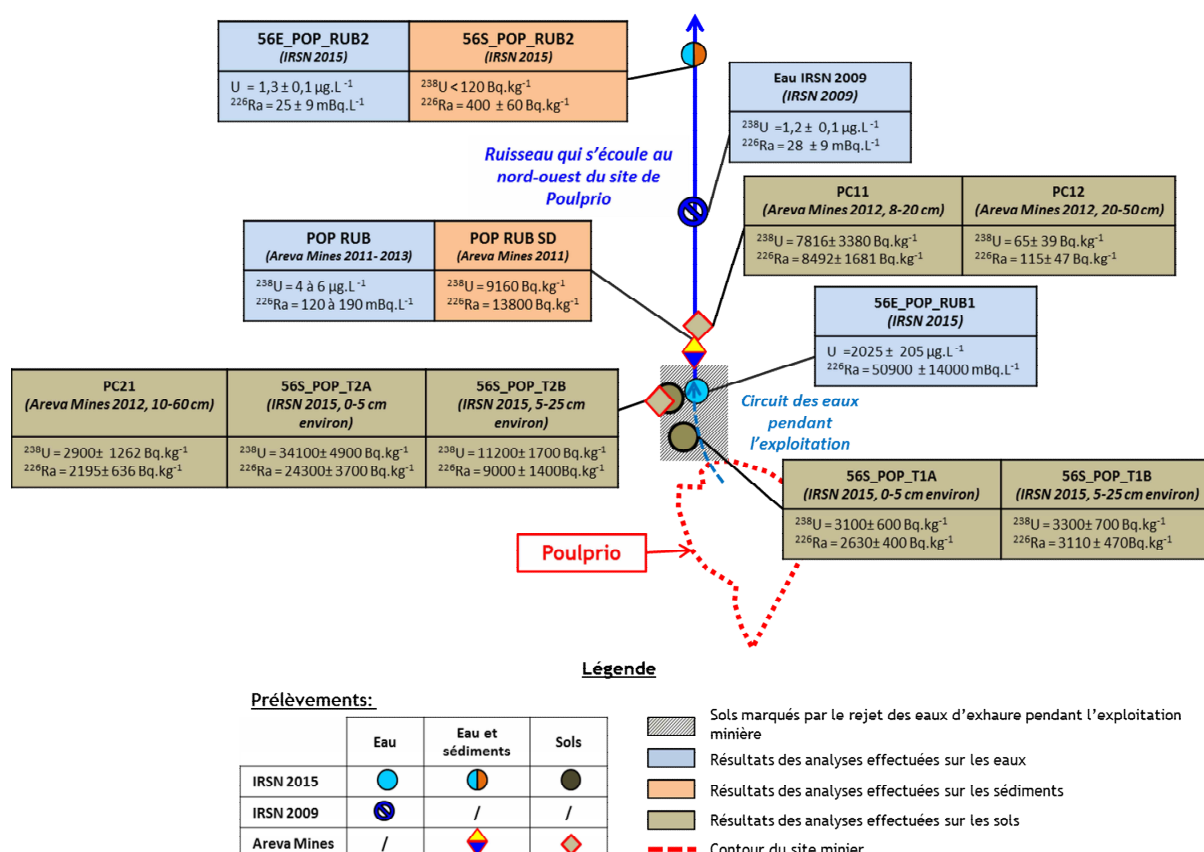 56E_POP_RUB2
(IRSN 2015)
U = 1,3 ± 0,1 µg.L⁻¹
²²⁶Ra = 25 ± 9 mBq.L⁻¹
56S_POP_RUB2
(IRSN 2015)
²³⁸U < 120 Bq.kg⁻¹
²²⁶Ra = 400 ± 60 Bq.kg⁻¹
Eau IRSN 2009
(IRSN 2009)
²³⁸U =1,2 ± 0,1 µg.L⁻¹
²²⁶Ra = 28 ± 9 mBq.L⁻¹
Ruisseau qui s’écoule au
nord-ouest du site de
Poulprio
PC11
(Areva Mines 2012, 8-20 cm)
²³⁸U = 7816± 3380 Bq.kg⁻¹
²²⁶Ra = 8492± 1681 Bq.kg⁻¹
PC12
(Areva Mines 2012, 20-50 cm)
²³⁸U = 65± 39 Bq.kg⁻¹
²²⁶Ra = 115± 47 Bq.kg⁻¹
POP RUB
(Areva Mines 2011- 2013)
²³⁸U = 4 à 6 µg.L⁻¹
²²⁶Ra = 120 à 190 mBq.L⁻¹
POP RUB SD
(Areva Mines 2011)
²³⁸U = 9160 Bq.kg⁻¹
²²⁶Ra = 13800 Bq.kg⁻¹
56E_POP_RUB1
(IRSN 2015)
U =2025 ± 205 µg.L⁻¹
²²⁶Ra = 50900 ± 14000 mBq.L⁻¹
PC21
(Areva Mines 2012, 10-60 cm)
²³⁸U = 2900± 1262 Bq.kg⁻¹
²²⁶Ra = 2195± 636 Bq.kg⁻¹
56S_POP_T2A
(IRSN 2015, 0-5 cm
environ)
²³⁸U = 34100± 4900 Bq.kg⁻¹
²²⁶Ra = 24300± 3700 Bq.kg⁻¹
56S_POP_T2B
(IRSN 2015, 5-25 cm
environ)
²³⁸U = 11200± 1700 Bq.kg⁻¹
²²⁶Ra = 9000 ± 1400Bq.kg⁻¹
Circuit des eaux
pendant
l’exploitation
56S_POP_T1A
(IRSN 2015, 0-5 cm environ)
²³⁸U = 3100± 600 Bq.kg⁻¹
²²⁶Ra = 2630± 400 Bq.kg⁻¹
56S_POP_T1B
(IRSN 2015, 5-25 cm environ)
²³⁸U = 3300± 700 Bq.kg⁻¹
²²⁶Ra = 3110 ± 470Bq.kg⁻¹
Poulprio
Légende
Prélèvements:
Eau
Eau et
sédiments
Sols
IRSN 2015
IRSN 2009 / /
Areva Mines /
Sols marqués par le rejet des eaux d’exhaure pendant l’exploitation
minière
Résultats des analyses effectuées sur les eaux
Résultats des analyses effectuées sur les sédiments
Résultats des analyses effectuées sur les sols
Contour du site minier